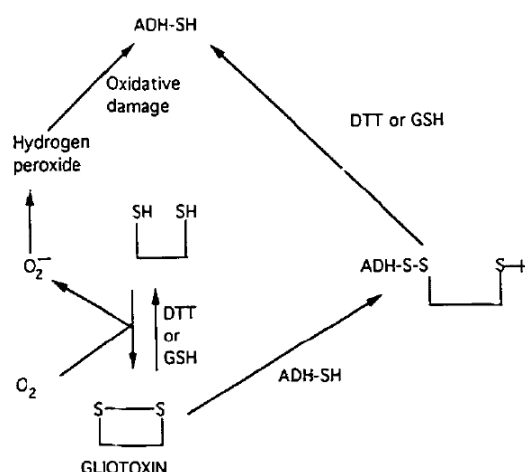 ADH-SH
Oxidative
damage
DTT or GSH
Hydrogen
peroxide
SH SH
O2−
ADH-S-S S-
DTT
or
GSH
O2
ADH-SH
S S
GLIOTOXIN